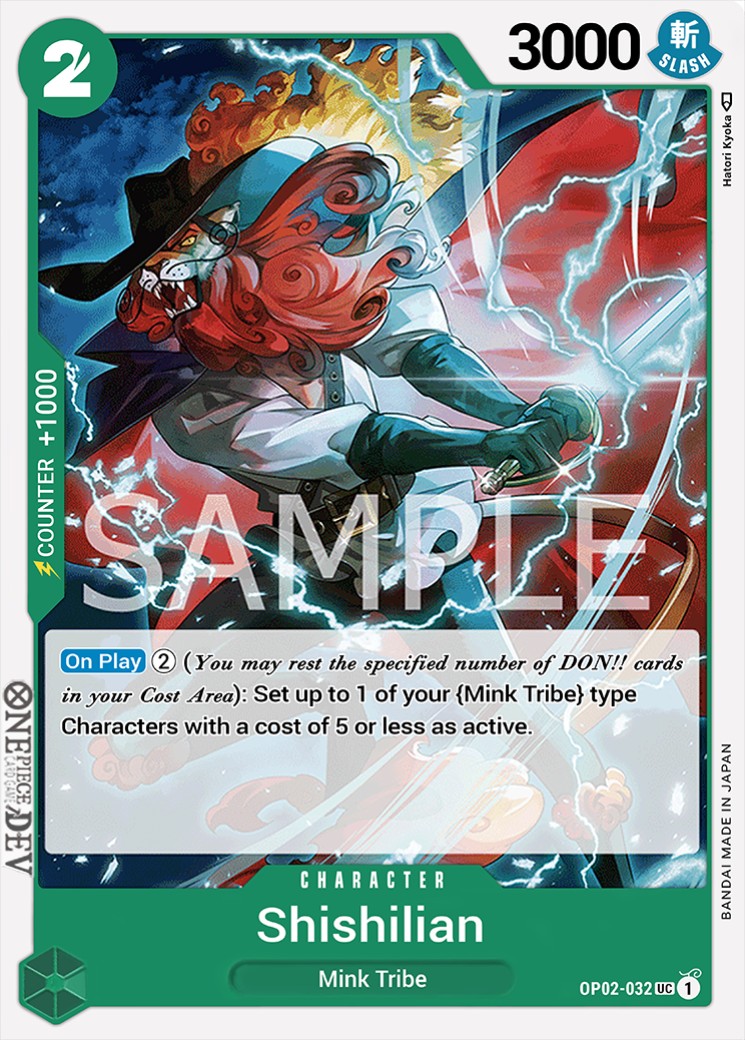 2
3000
斬
SLASH
Hatori Kyoka
COUNTER +1000
SAMPLE
On Play ② (You may rest the specified number of DON!! cards
in your Cost Area): Set up to 1 of your {Mink Tribe} type
Characters with a cost of 5 or less as active.
ONE PIECE
CARD GAME
.DEV
BANDAI MADE IN JAPAN
CHARACTER
Shishilian
Mink Tribe
OP02-032 UC 1